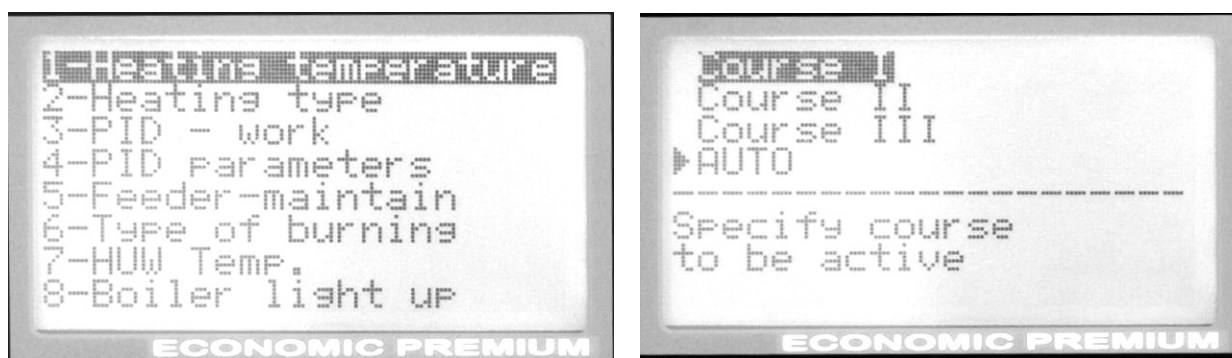 1-Heating temperature
2-Heating type
3-PID - work
4-PID parameters
5-Feeder-maintain
6-Type of burning
7-HUW Temp.
8-Boiler light up
ECONOMIC PREMIUM
Course I
Course II
Course III
AUTO
Specify course
to be active
ECONOMIC PREMIUM